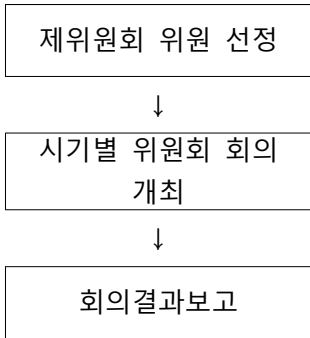 제위원회 위원 선정
↓
시기별 위원회 회의
개최
↓
회의결과보고